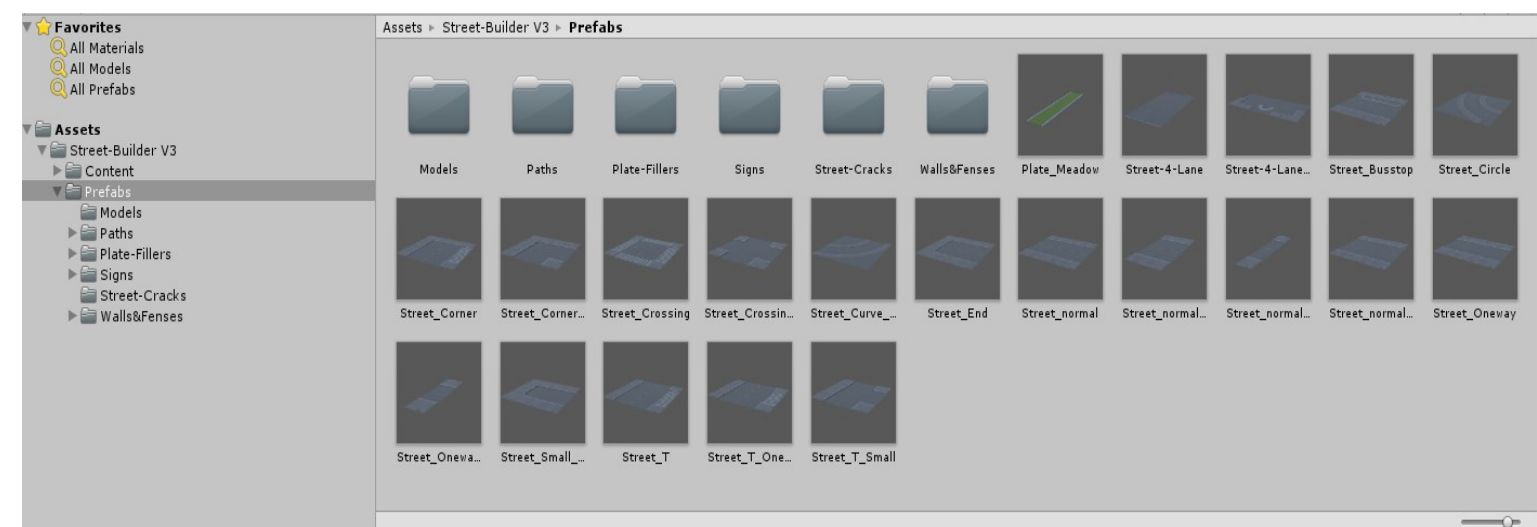 Favorites
All Materials
All Models
All Prefabs
Assets
Street-Builder V3
Content
Prefabs
Models
Paths
Plate-Fillers
Signs
Street-Cracks
Walls&Fenses
Assets Street-Builder V3 Prefabs
Models Paths Plate-Fillers Signs Street-Cracks Walls&Fenses Plate_Meadow Street-4-Lane Street-4-Lane... Street_Busstop Street_Circle
Street_Corner Street_Corner... Street_Crossing Street_Crossin... Street_Curve_... Street_End Street_normal Street_normal... Street_normal... Street_normal... Street_Oneway
Street_Onewa... Street_Small_... Street_T Street_T_One... Street_T_Small